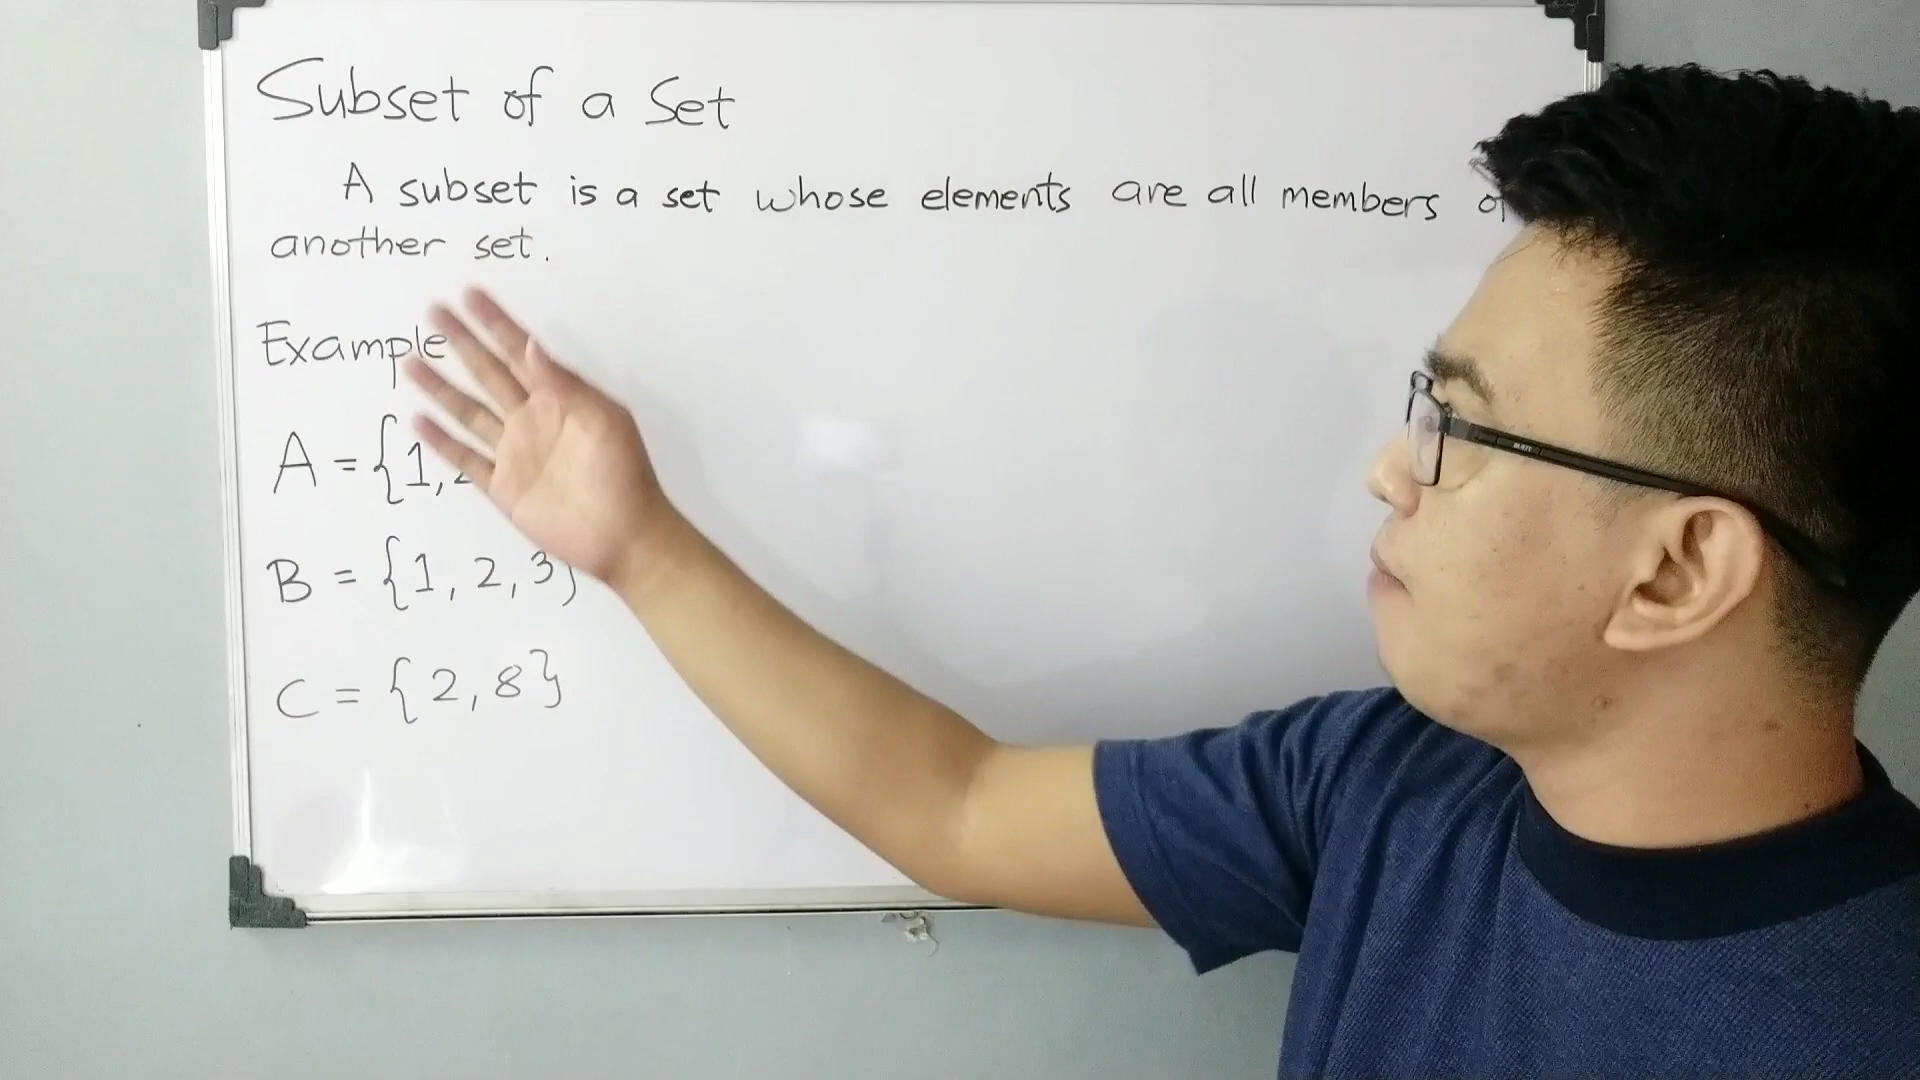 Subset of a Set
A subset is a set whose elements are all members of
another set.
Example
A = {1,
B = {1, 2, 3}
C = {2, 8}